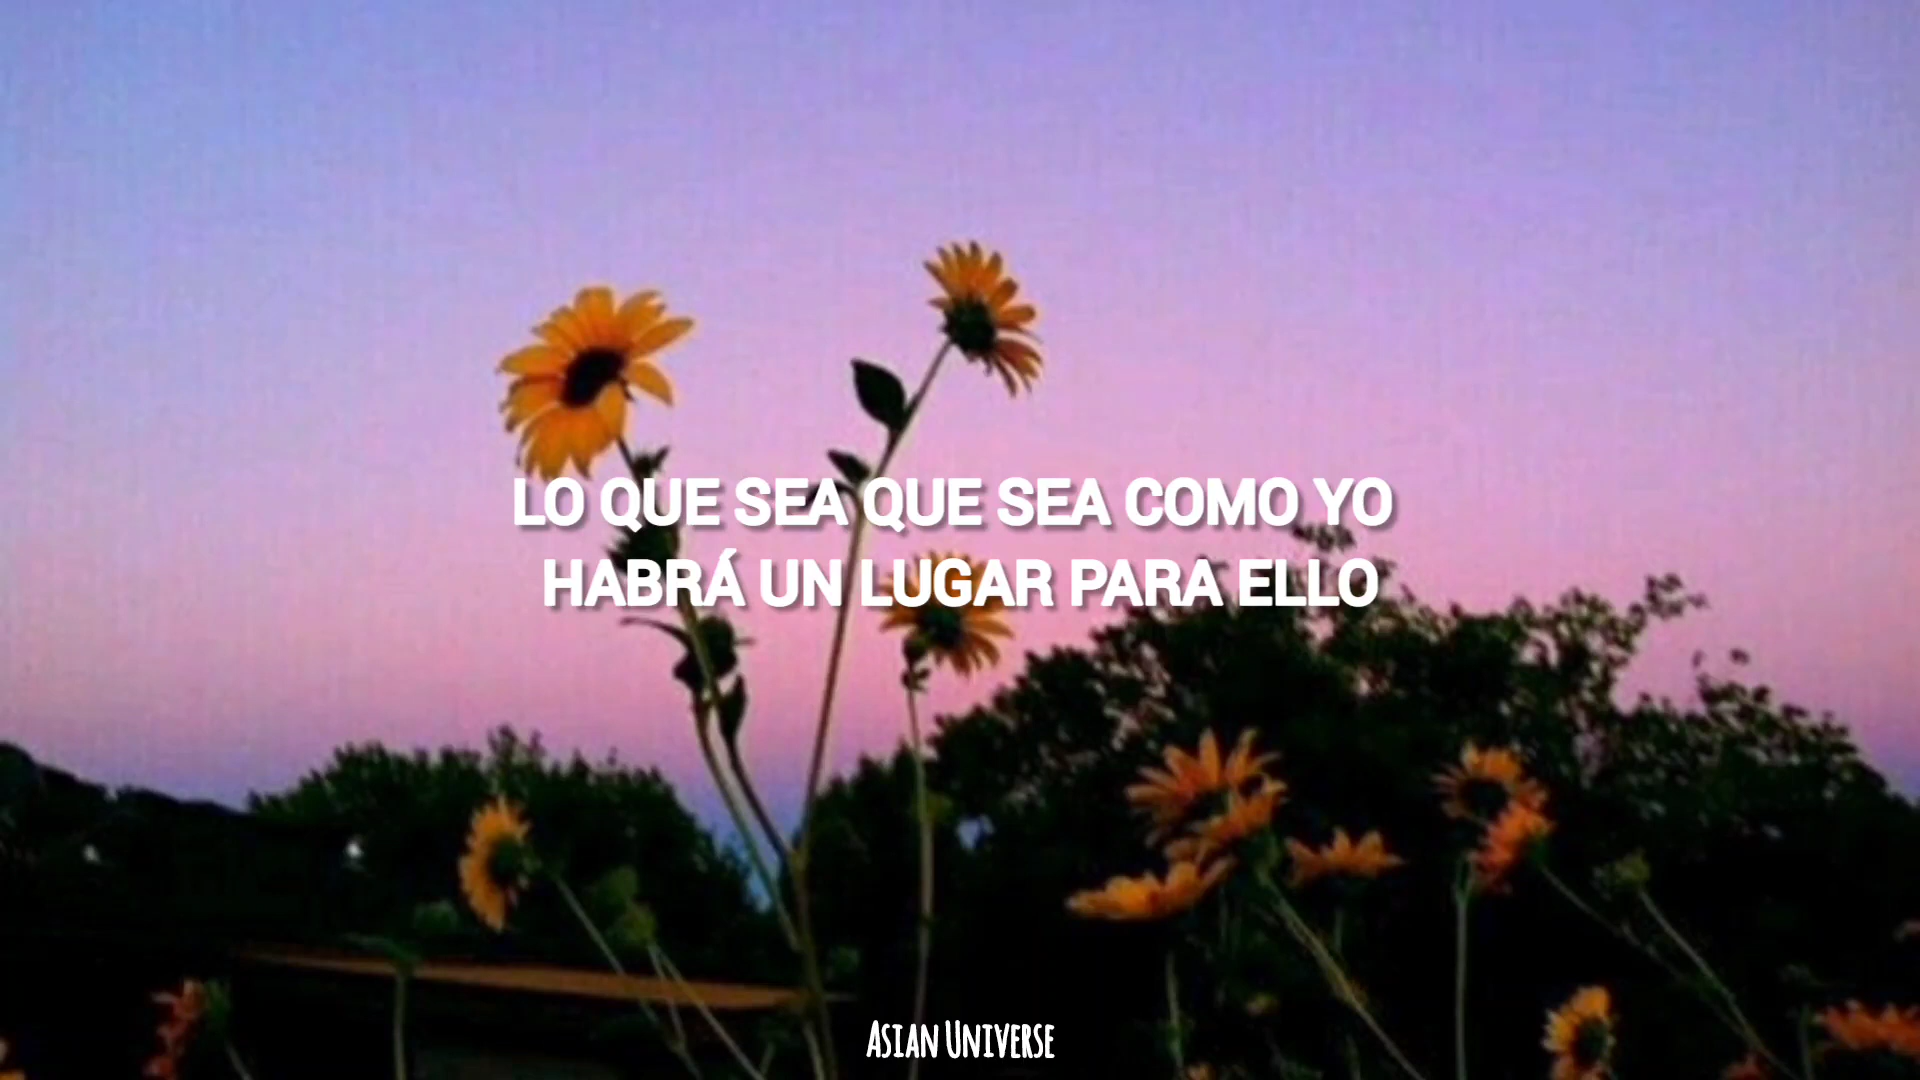 LO QUE SEA QUE SEA COMO YO
HABRÁ UN LUGAR PARA ELLO
ASIAN UNIVERSE